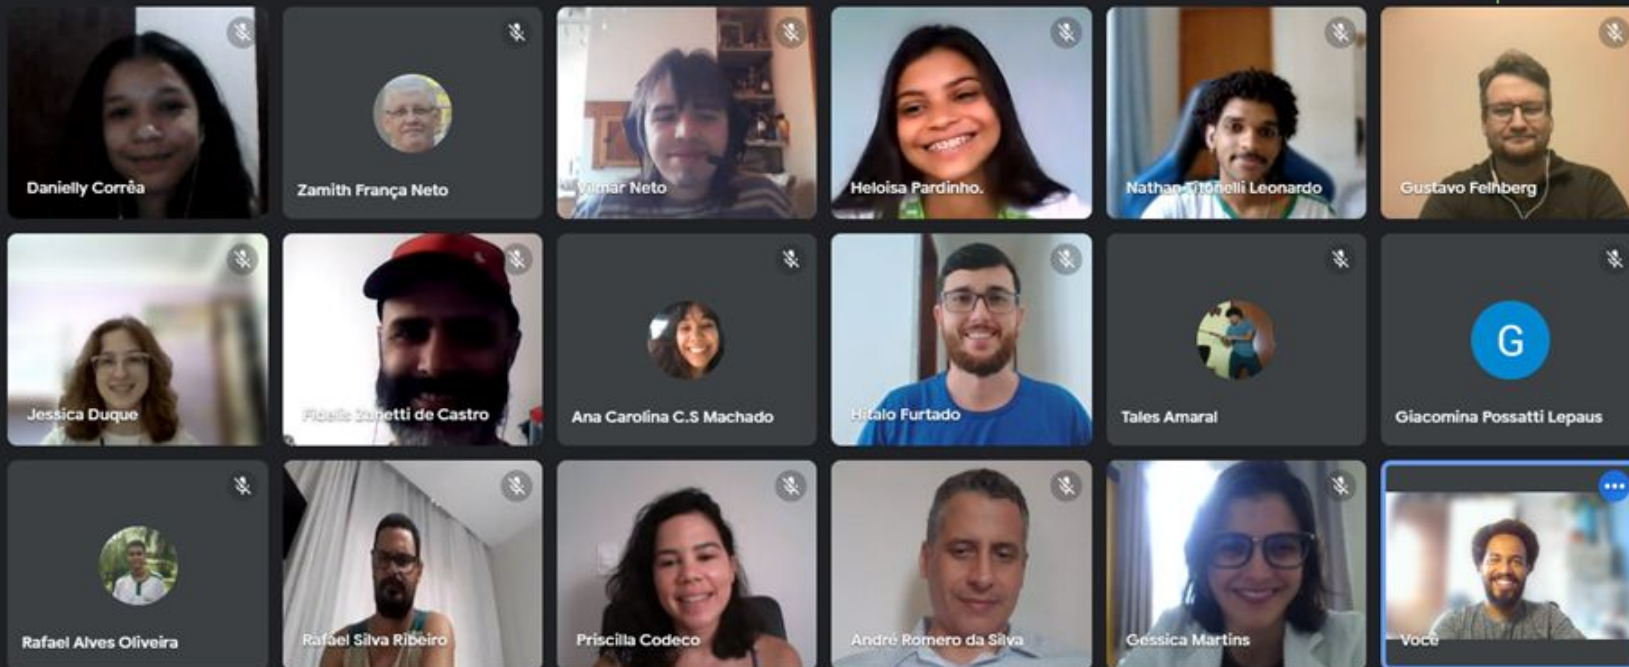 Danielly Corrêa
Zamith França Neto
Vilmar Neto
Heloisa Pardinho.
Nathan Titonelli Leonardo
Gustavo Felhberg
Jessica Duque
Fidelis Zanetti de Castro
Ana Carolina C.S Machado
Hitalo Furtado
Tales Amaral
G
Giacomina Possatti Lepaus
Rafael Alves Oliveira
Rafael Silva Ribeiro
Priscilla Codeco
André Romero da Silva
Gessica Martins
Você